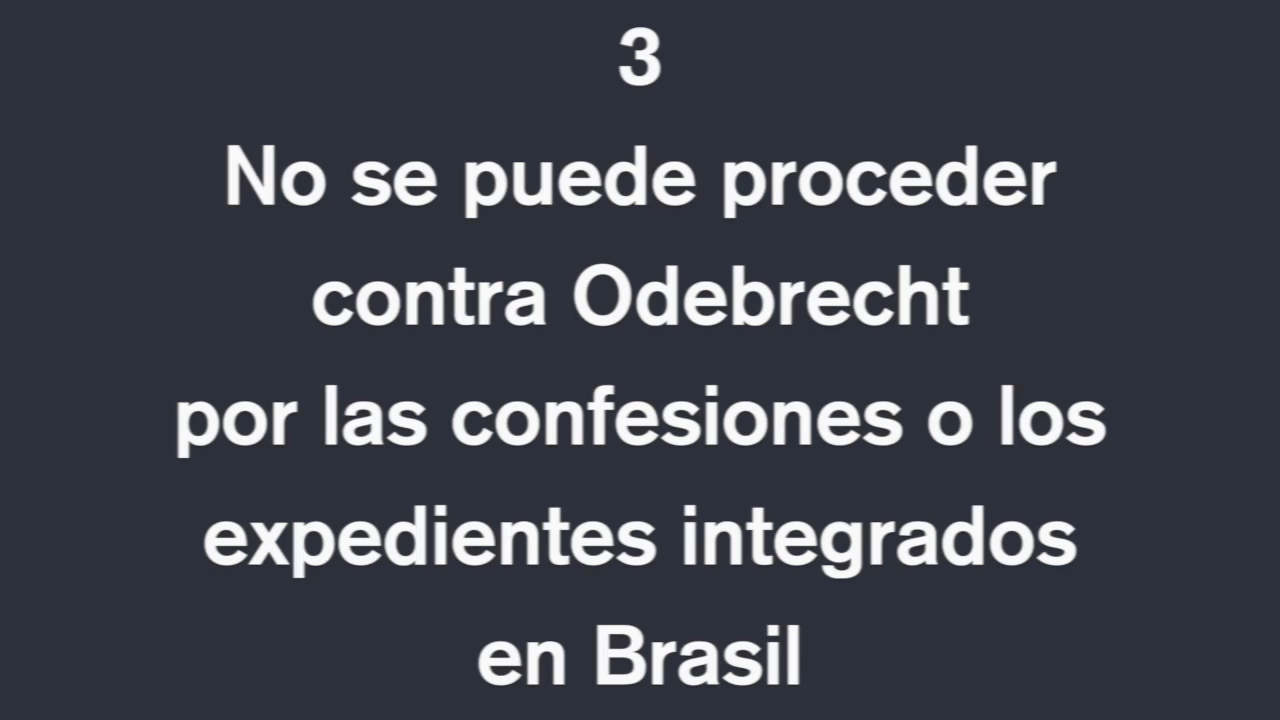 3
No se puede proceder
contra Odebrecht
por las confesiones o los
expedientes integrados
en Brasil